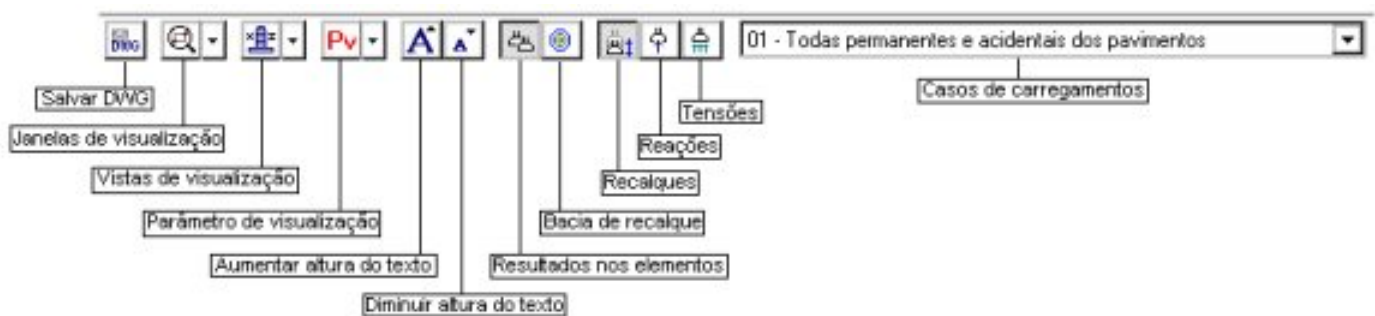 DWG
Pv
A
A
01 - Todas permanentes e acidentais dos pavimentos
Salvar DWG
Casos de carregamentos
Tensões
Janelas de visualização
Reações
Vistas de visualização
Recalques
Parâmetro de visualização
Bacia de recalque
Aumentar altura do texto
Resultados nos elementos
Diminuir altura do texto